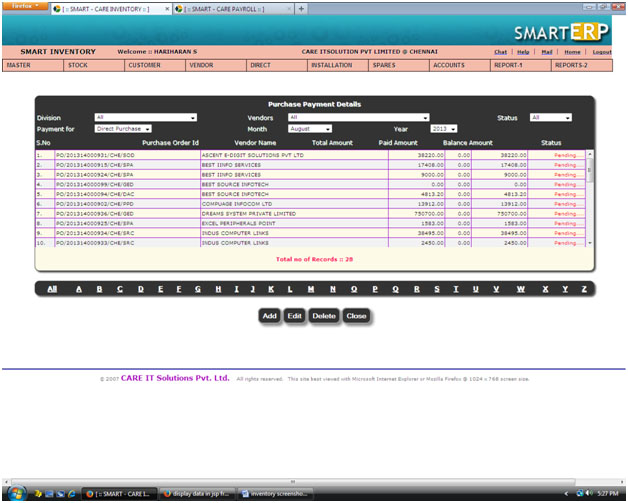 Firefox
[ :: SMART - CARE INVENTORY :: ] × [ :: SMART - CARE PAYROLL :: ] × +
SMARTERP
SMART INVENTORY Welcome :: HARIHARAN S CARE ITSOLUTION PVT LIMITED @ CHENNAI Chat | Help | Mail | Home | Logout
MASTER STOCK CUSTOMER VENDOR DIRECT INSTALLATION SPARES ACCOUNTS REPORT-1 REPORTS-2
Purchase Payment Details
Division All Vendors All Status All
Payment for Direct Purchase Month August Year 2013
S.No Purchase Order Id Vendor Name Total Amount Paid Amount Balance Amount Status
1. PO/201314000931/CHE/SOD ASCENT E-DIGIT SOLUTIONS PVT LTD 38220.00 0.00 38220.00 Pending....
2. PO/201314000915/CHE/SPA BEST IINFO SERVICES 17408.00 0.00 17408.00 Pending....
3. PO/201314000924/CHE/SPA BEST IINFO SERVICES 9000.00 0.00 9000.00 Pending....
4. PO/201314000099/CHE/GED BEST SOURCE INFOTECH 0.00 0.00 0.00 Pending....
5. PO/201314000094/CHE/DAC BEST SOURCE INFOTECH 4813.20 0.00 4813.20 Pending....
6. PO/201314000902/CHE/PPD COMPUAGE INFOCOM LTD 13912.00 0.00 13912.00 Pending....
7. PO/201314000936/CHE/GED DREAMS SYSTEM PRIVATE LIMITED 750700.00 0.00 750700.00 Pending....
8. PO/201314000925/CHE/SPA EXCEL PERIPHERALS POINT 1563.00 0.00 1563.00 Pending....
9. PO/201314000934/CHE/SRC INDUS COMPUTER LINKS 38495.00 0.00 38495.00 Pending....
10. PO/201314000933/CHE/SRC INDUS COMPUTER LINKS 2450.00 0.00 2450.00 Pending....
Total no of Records :: 28
All A B C D E F G H I J K L M N O P Q R S T U V W X Y Z
Add Edit Delete Close
© 2007 CARE IT Solutions Pvt. Ltd. All rights reserved. This site best viewed with Microsoft Internet Explorer or Mozilla Firefox @ 1024 x 768 screen size.
[ :: SMART - CARE I... display data in jsp fr... inventory screensho... 5:27 PM